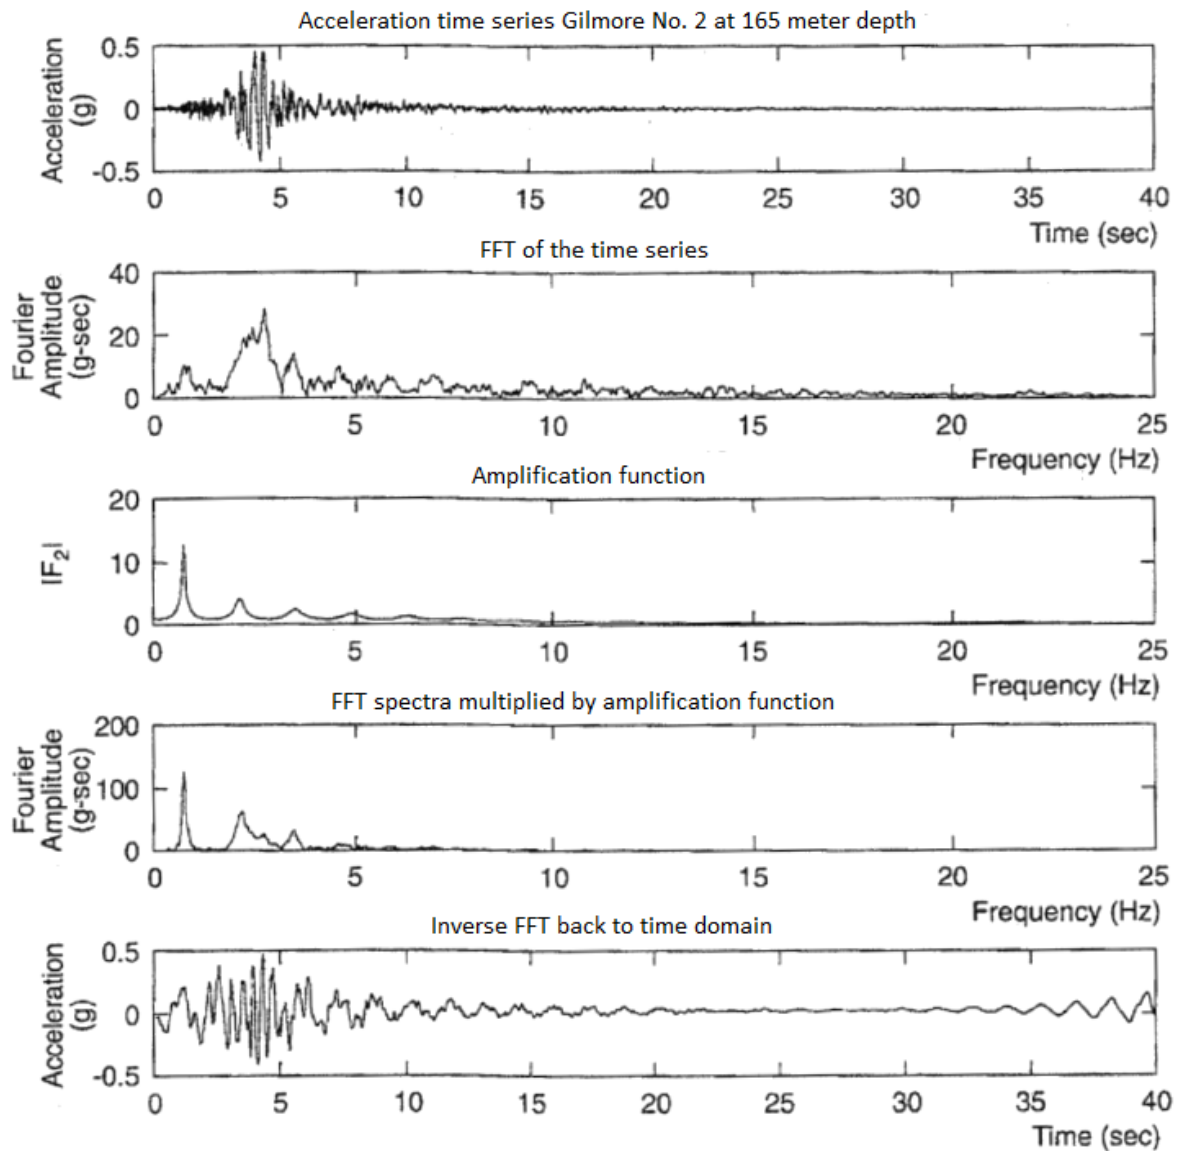 Acceleration time series Gilmore No. 2 at 165 meter depth
Acceleration
(g)
0.5
0
-0.5
0 5 10 15 20 25 30 35 40
Time (sec)
FFT of the time series
Fourier
Amplitude
(g-sec)
40
20
0
0 5 10 15 20 25
Frequency (Hz)
Amplification function
|F2|
20
10
0
0 5 10 15 20 25
Frequency (Hz)
FFT spectra multiplied by amplification function
Fourier
Amplitude
(g-sec)
200
100
0
0 5 10 15 20 25
Frequency (Hz)
Inverse FFT back to time domain
Acceleration
(g)
0.5
0
-0.5
0 5 10 15 20 25 30 35 40
Time (sec)